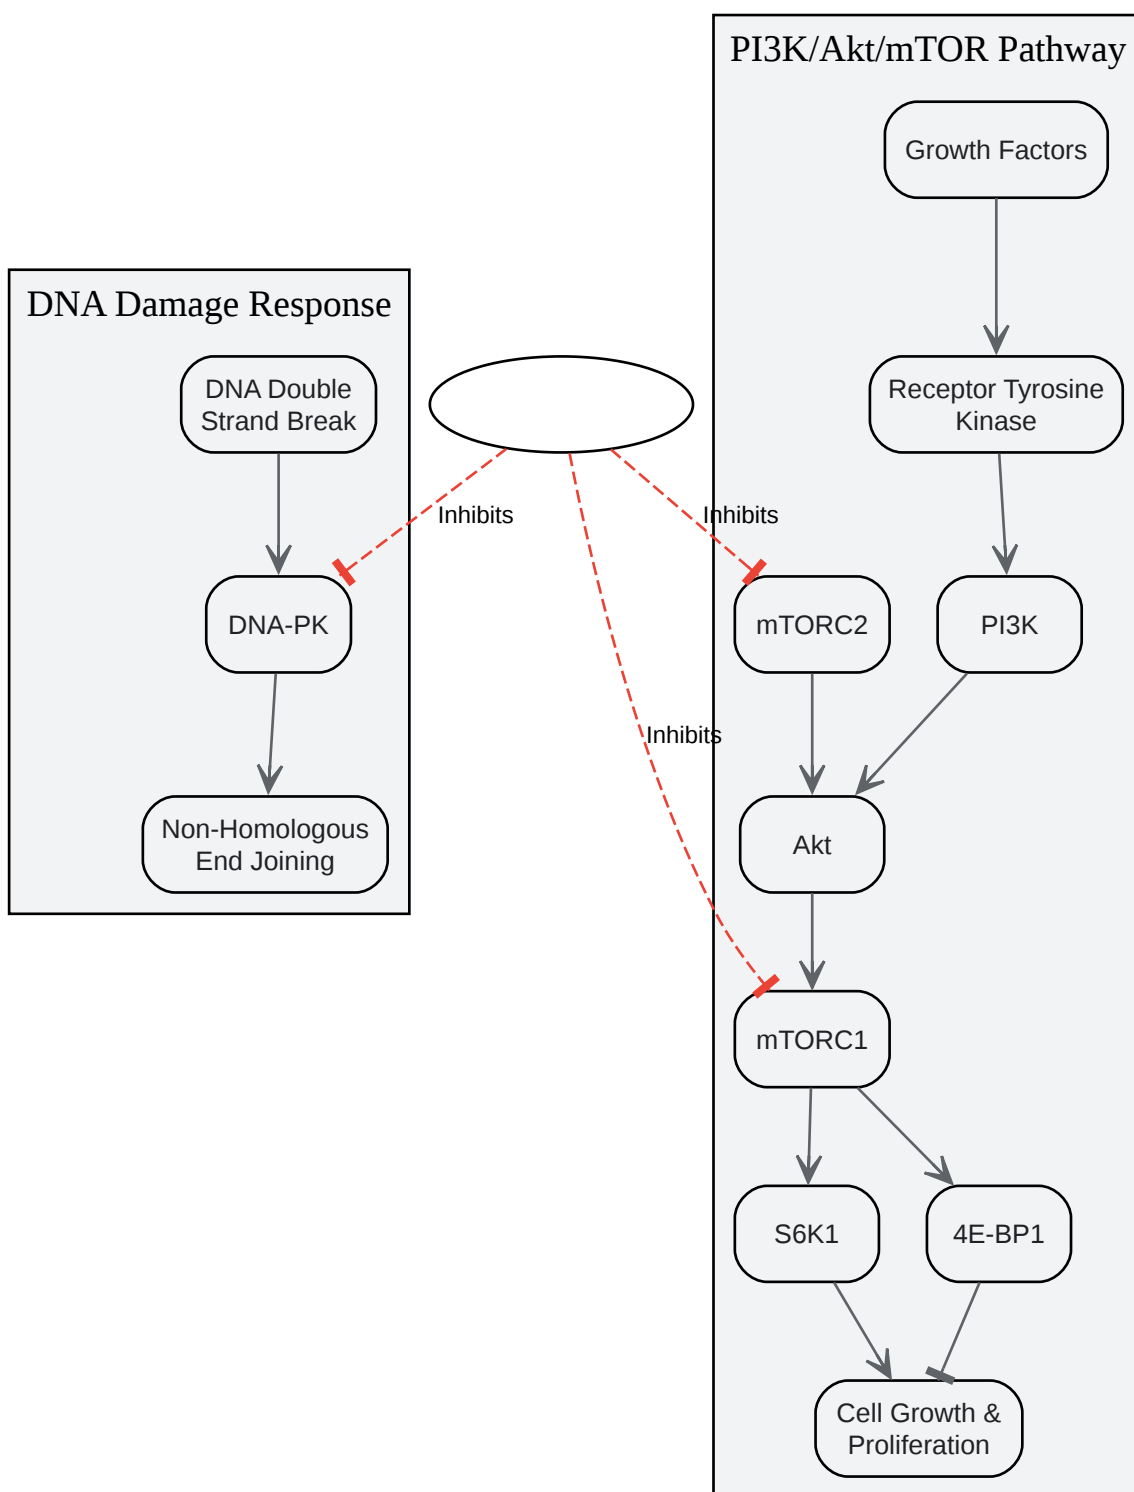 PI3K/Akt/mTOR Pathway
Growth Factors
DNA Damage Response
DNA Double
Strand Break
Receptor Tyrosine
Kinase
Inhibits
Inhibits
DNA-PK
mTORC2
PI3K
Inhibits
Non-Homologous
End Joining
Akt
mTORC1
S6K1
4E-BP1
Cell Growth &
Proliferation